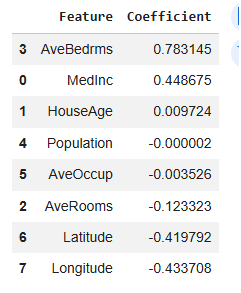 Feature Coefficient
3 AveBedrms 0.783145
0 MedInc 0.448675
1 HouseAge 0.009724
4 Population -0.000002
5 AveOccup -0.003526
2 AveRooms -0.123323
6 Latitude -0.419792
7 Longitude -0.433708